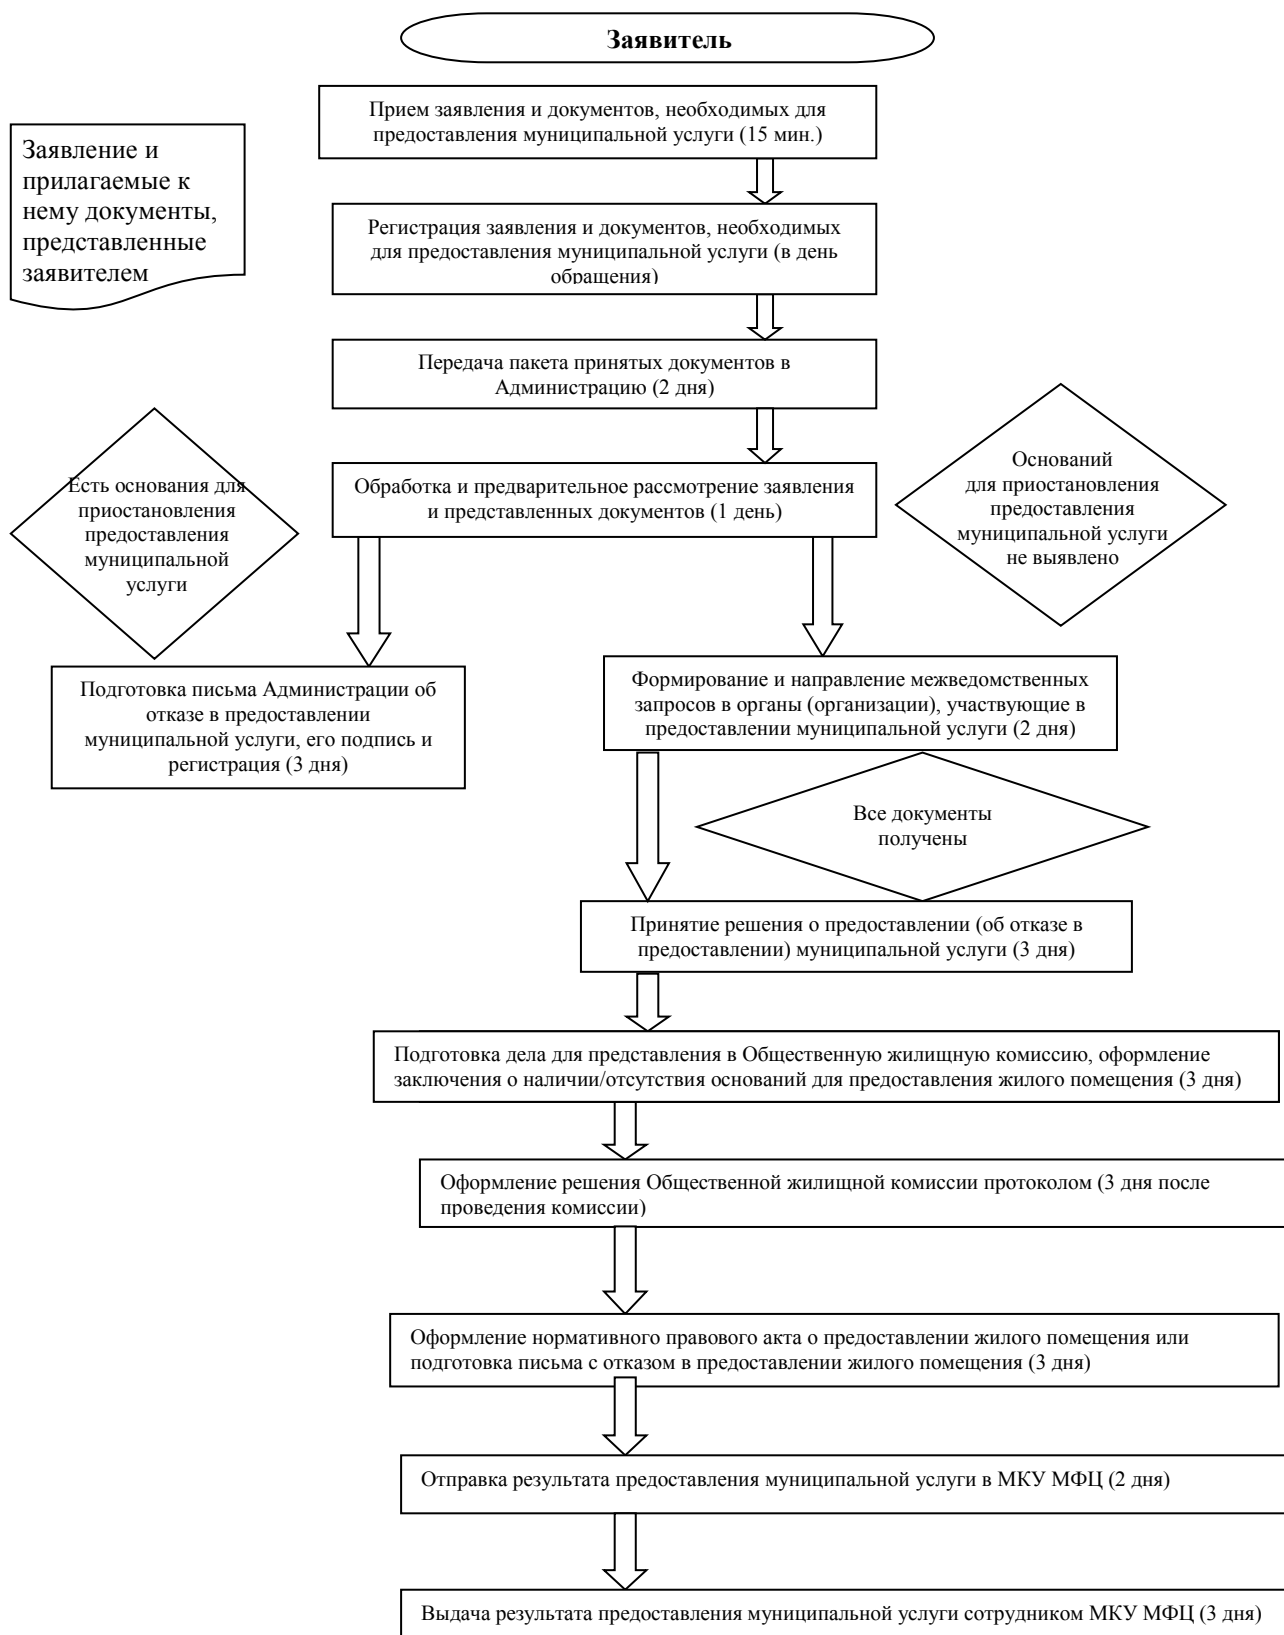 Заявитель
Прием заявления и документов, необходимых для
предоставления муниципальной услуги (15 мин.)
Заявление и
прилагаемые к
нему документы,
представленные
заявителем
Регистрация заявления и документов, необходимых
для предоставления муниципальной услуги (в день
обращения)
Передача пакета принятых документов в
Администрацию (2 дня)
Есть основания для
приостановления
предоставления
муниципальной
услуги
Обработка и предварительное рассмотрение заявления
и представленных документов (1 день)
Оснований
для приостановления
предоставления
муниципальной услуги
не выявлено
Подготовка письма Администрации об
отказе в предоставлении
муниципальной услуги, его подпись и
регистрация (3 дня)
Формирование и направление межведомственных
запросов в органы (организации), участвующие в
предоставлении муниципальной услуги (2 дня)
Все документы
получены
Принятие решения о предоставлении (об отказе в
предоставлении) муниципальной услуги (3 дня)
Подготовка дела для представления в Общественную жилищную комиссию, оформление
заключения о наличии/отсутствия оснований для предоставления жилого помещения (3 дня)
Оформление решения Общественной жилищной комиссии протоколом (3 дня после
проведения комиссии)
Оформление нормативного правового акта о предоставлении жилого помещения или
подготовка письма с отказом в предоставлении жилого помещения (3 дня)
Отправка результата предоставления муниципальной услуги в МКУ МФЦ (2 дня)
Выдача результата предоставления муниципальной услуги сотрудником МКУ МФЦ (3 дня)